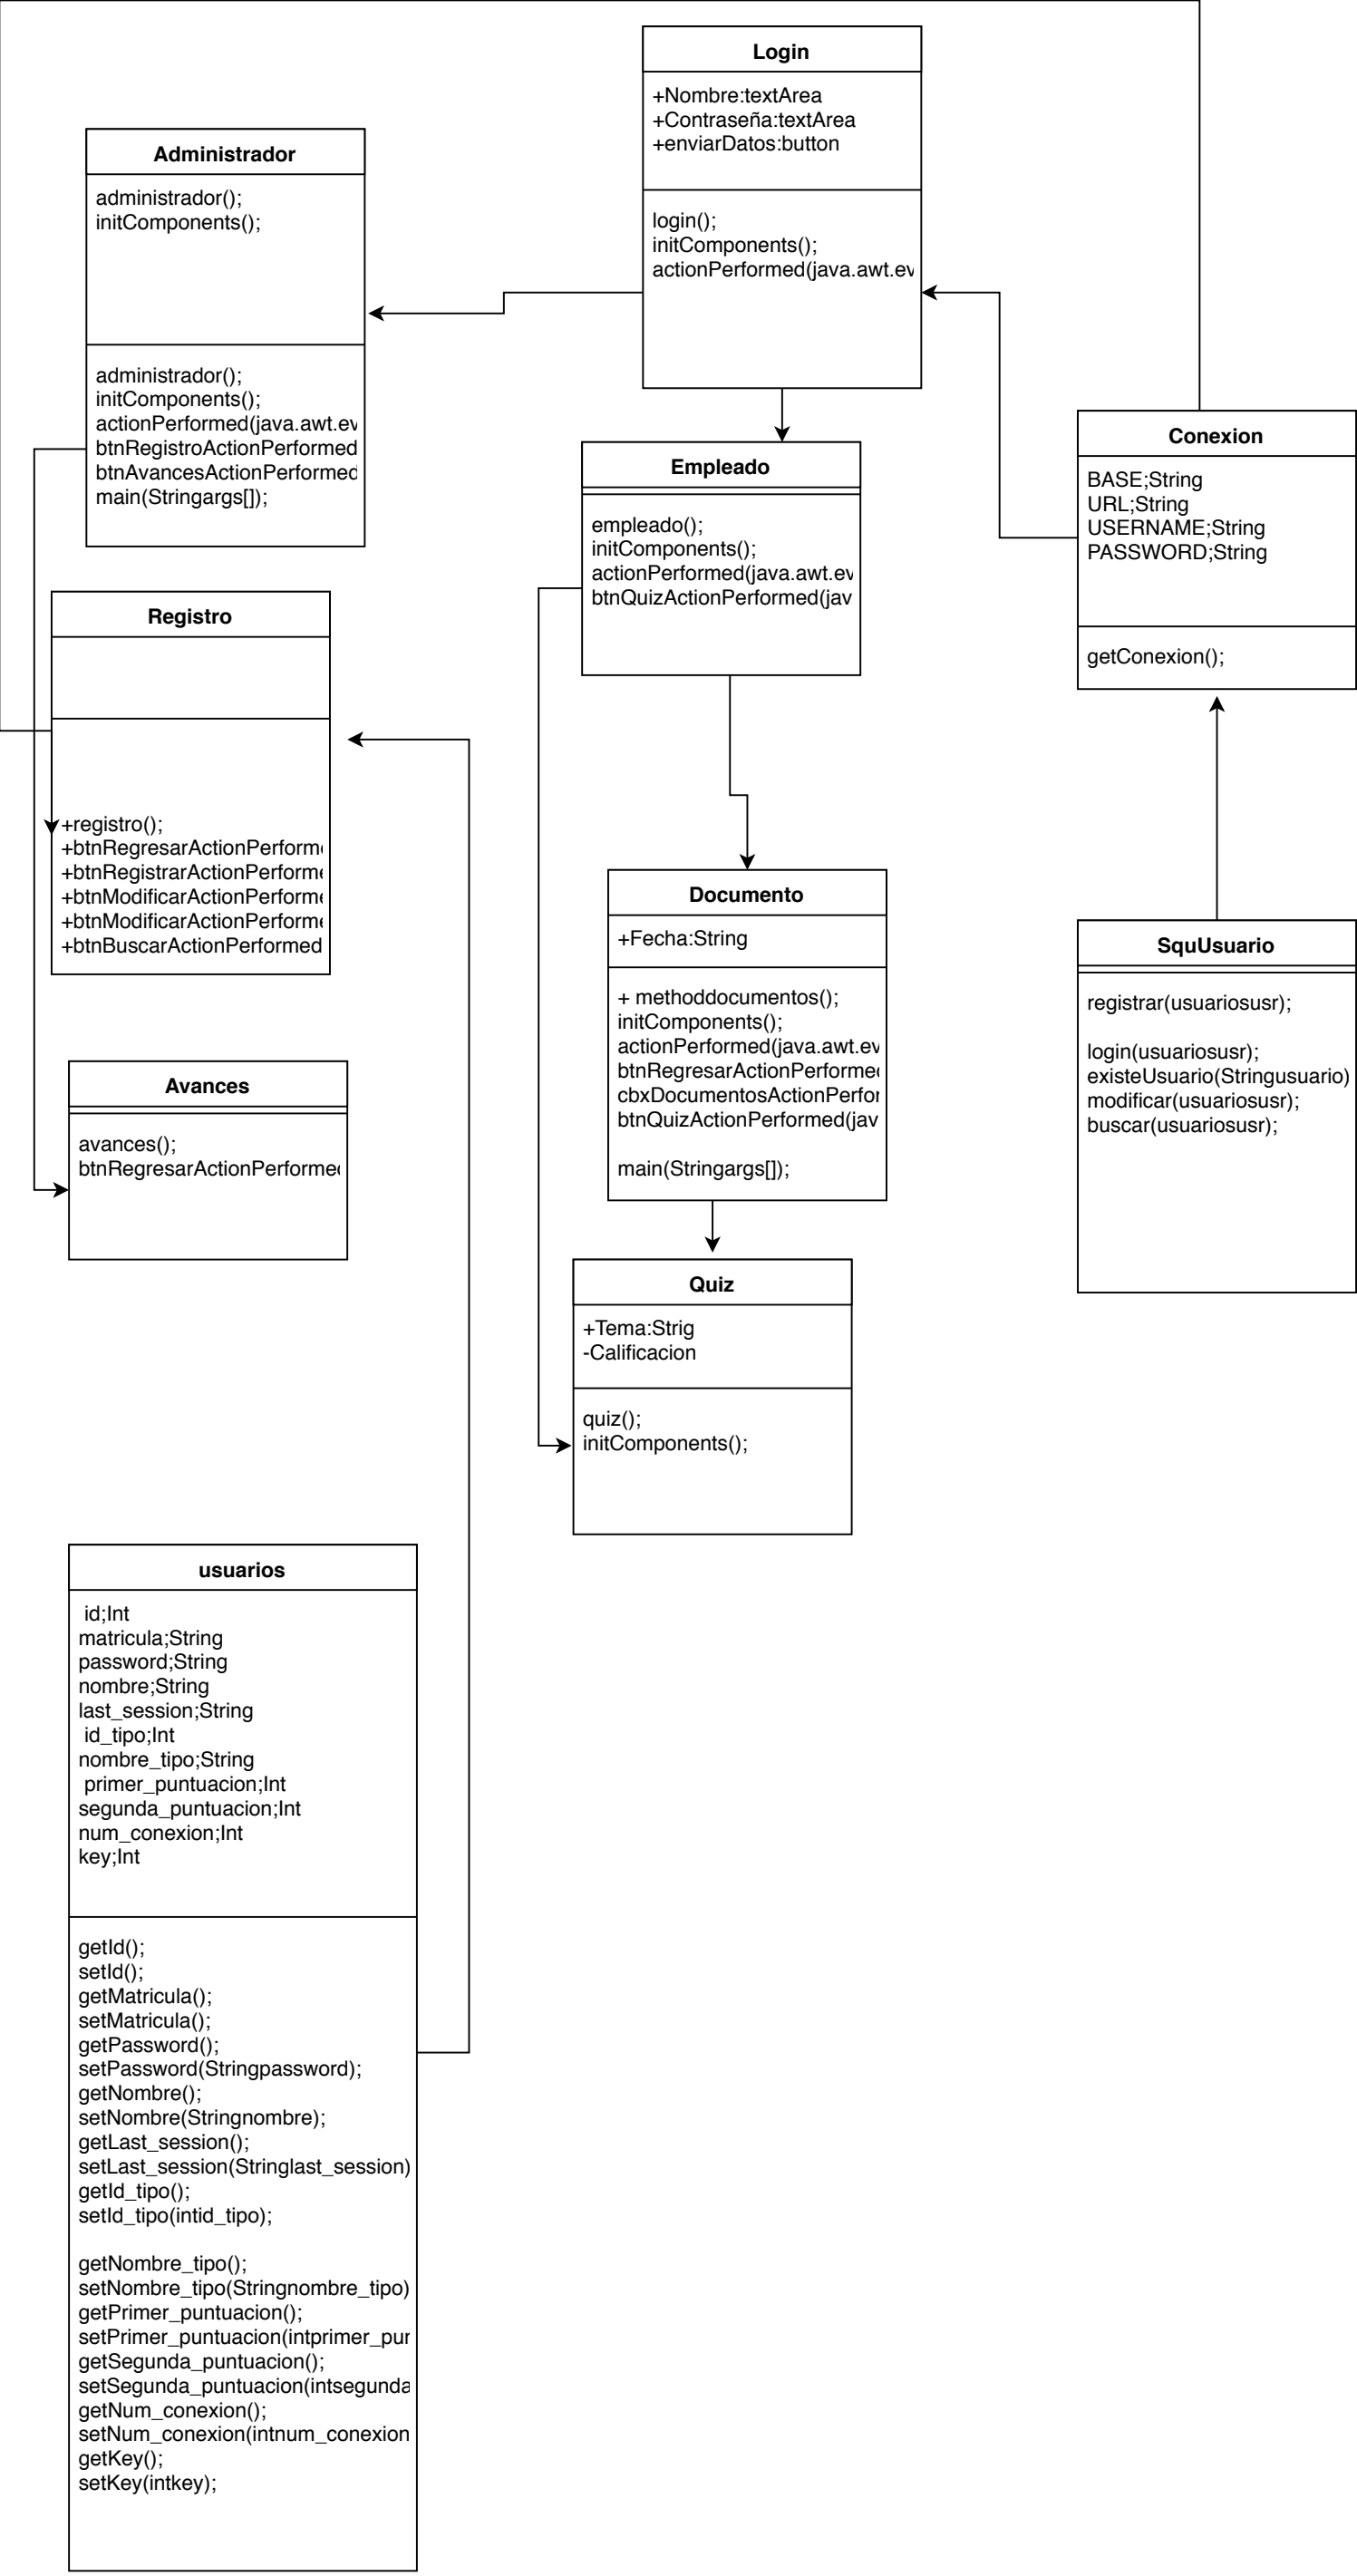 Login
+Nombre:textArea
+Contraseña:textArea
+enviarDatos:button
login();
initComponents();
actionPerformed(java.awt.ev
Administrador
administrador();
initComponents();
administrador();
initComponents();
actionPerformed(java.awt.ev
btnRegistroActionPerformed
btnAvancesActionPerformed
main(Stringargs[]);
Conexion
BASE;String
URL;String
USERNAME;String
PASSWORD;String
getConexion();
Empleado
empleado();
initComponents();
actionPerformed(java.awt.ev
btnQuizActionPerformed(jav
Registro
+registro();
+btnRegresarActionPerform
+btnRegistrarActionPerforme
+btnModificarActionPerforme
+btnModificarActionPerforme
+btnBuscarActionPerformed
Documento
+Fecha:String
+ methoddocumentos();
initComponents();
actionPerformed(java.awt.ev
btnRegresarActionPerformed
cbxDocumentosActionPerfor
btnQuizActionPerformed(jav
main(Stringargs[]);
SquUsuario
registrar(usuariosusr);
login(usuariosusr);
existeUsuario(Stringusuario)
modificar(usuariosusr);
buscar(usuariosusr);
Avances
avances();
btnRegresarActionPerformed
Quiz
+Tema:Strig
-Calificacion
quiz();
initComponents();
usuarios
id;Int
matricula;String
password;String
nombre;String
last_session;String
id_tipo;Int
nombre_tipo;String
primer_puntuacion;Int
segunda_puntuacion;Int
num_conexion;Int
key;Int
getId();
setId();
getMatricula();
setMatricula();
getPassword();
setPassword(Stringpassword);
getNombre();
setNombre(Stringnombre);
getLast_session();
setLast_session(Stringlast_session)
getId_tipo();
setId_tipo(intid_tipo);
getNombre_tipo();
setNombre_tipo(Stringnombre_tipo)
getPrimer_puntuacion();
setPrimer_puntuacion(intprimer_pur
getSegunda_puntuacion();
setSegunda_puntuacion(intsegunda
getNum_conexion();
setNum_conexion(intnum_conexion
getKey();
setKey(intkey);